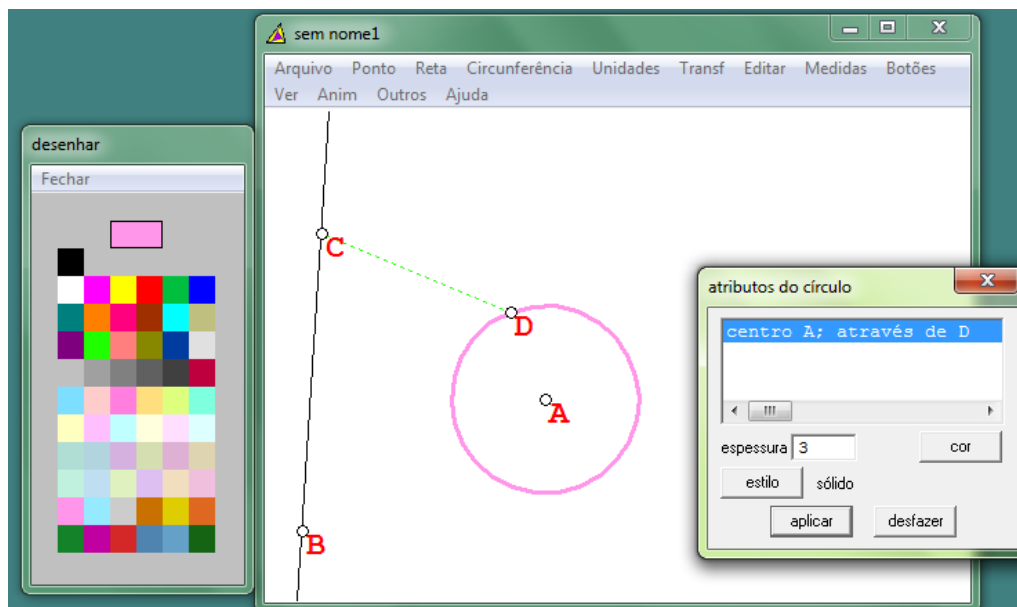 sem nome1
Arquivo Ponto Reta Circunferência Unidades Transf Editar Medidas Botões
Ver Anim Outros Ajuda
desenhar
Fechar
C
D
A
B
atributos do círculo
centro A; através de D
espessura 3 cor
estilo sólido
aplicar desfazer